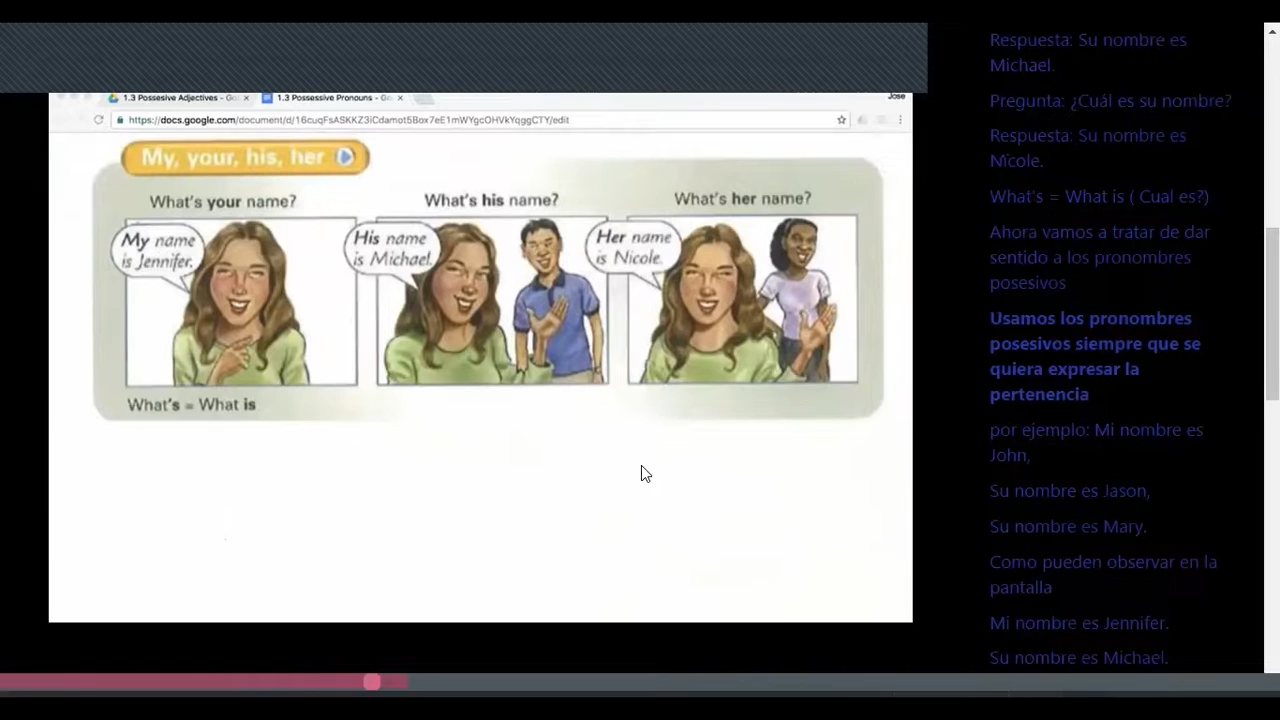 1.3 Possesive Adjectives - Go
1.3 Possessive Pronouns - Go
Jose
https://docs.google.com/document/d/16cuqFsASKKZ3iCdamot5Box7eE1mWYgcOHVkYqggCTY/edit
My, your, his, her
What's your name?
What's his name?
What's her name?
My name
is Jennifer.
His name
is Michael.
Her name
is Nicole.
What's = What is
Respuesta: Su nombre es
Michael.
Pregunta: ¿Cuál es su nombre?
Respuesta: Su nombre es
Nicole.
What's = What is ( Cual es?)
Ahora vamos a tratar de dar
sentido a los pronombres
posesivos
Usamos los pronombres
posesivos siempre que se
quiera expresar la
pertenencia
por ejemplo: Mi nombre es
John,
Su nombre es Jason,
Su nombre es Mary.
Como pueden observar en la
pantalla
Mi nombre es Jennifer.
Su nombre es Michael.